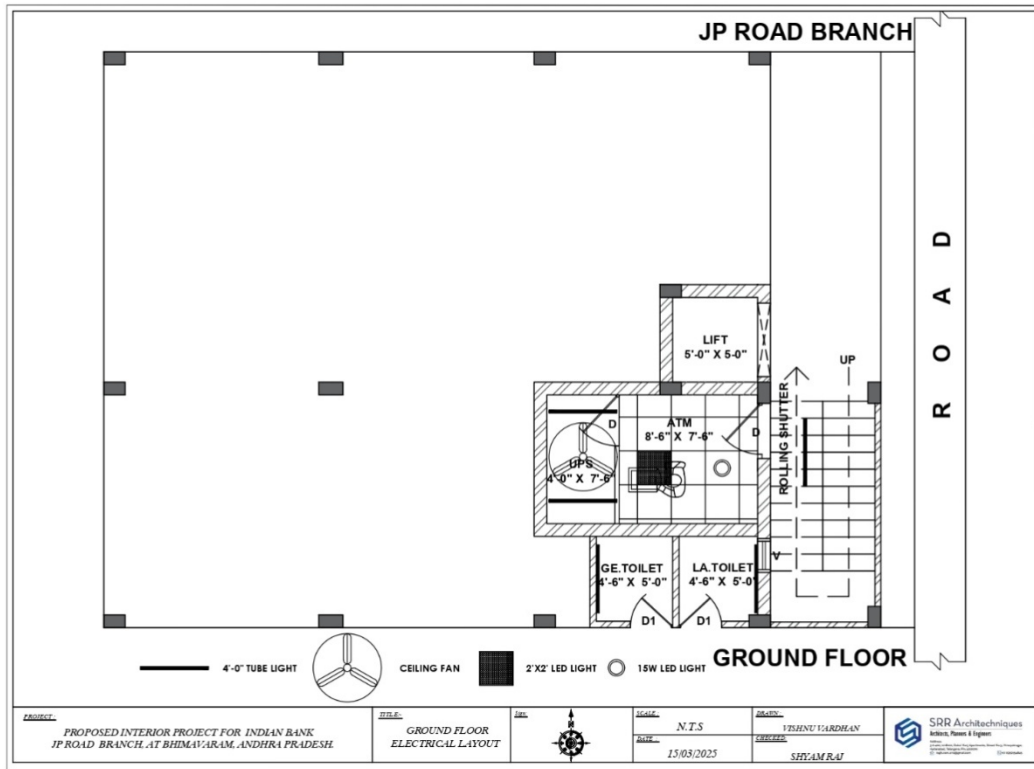 JP ROAD BRANCH
ROAD
LIFT
5'-0" X 5-0"
UP
ROLLING SHUTTER
D
ATM
8'-6" X 7'-6"
D
UPS
4'-0" X 7'-6"
GE.TOILET
4'-6" X 5'-0"
LA.TOILET
4'-6" X 5'-0"
V
D1
D1
GROUND FLOOR
4'-0" TUBE LIGHT
CEILING FAN
2'X2' LED LIGHT
15W LED LIGHT
PROJECT:
PROPOSED INTERIOR PROJECT FOR INDIAN BANK
JP ROAD BRANCH, AT BHIMAVARAM, ANDHRA PRADESH.
TITLE:-
GROUND FLOOR
ELECTRICAL LAYOUT
SCALE:
N.T.S
DATE:
15/03/2025
DRAWN:
VISHNU VARDHAN
CHECKED:
SHYAM RAJ
SRR Architechniques
Architects, Planners & Engineers